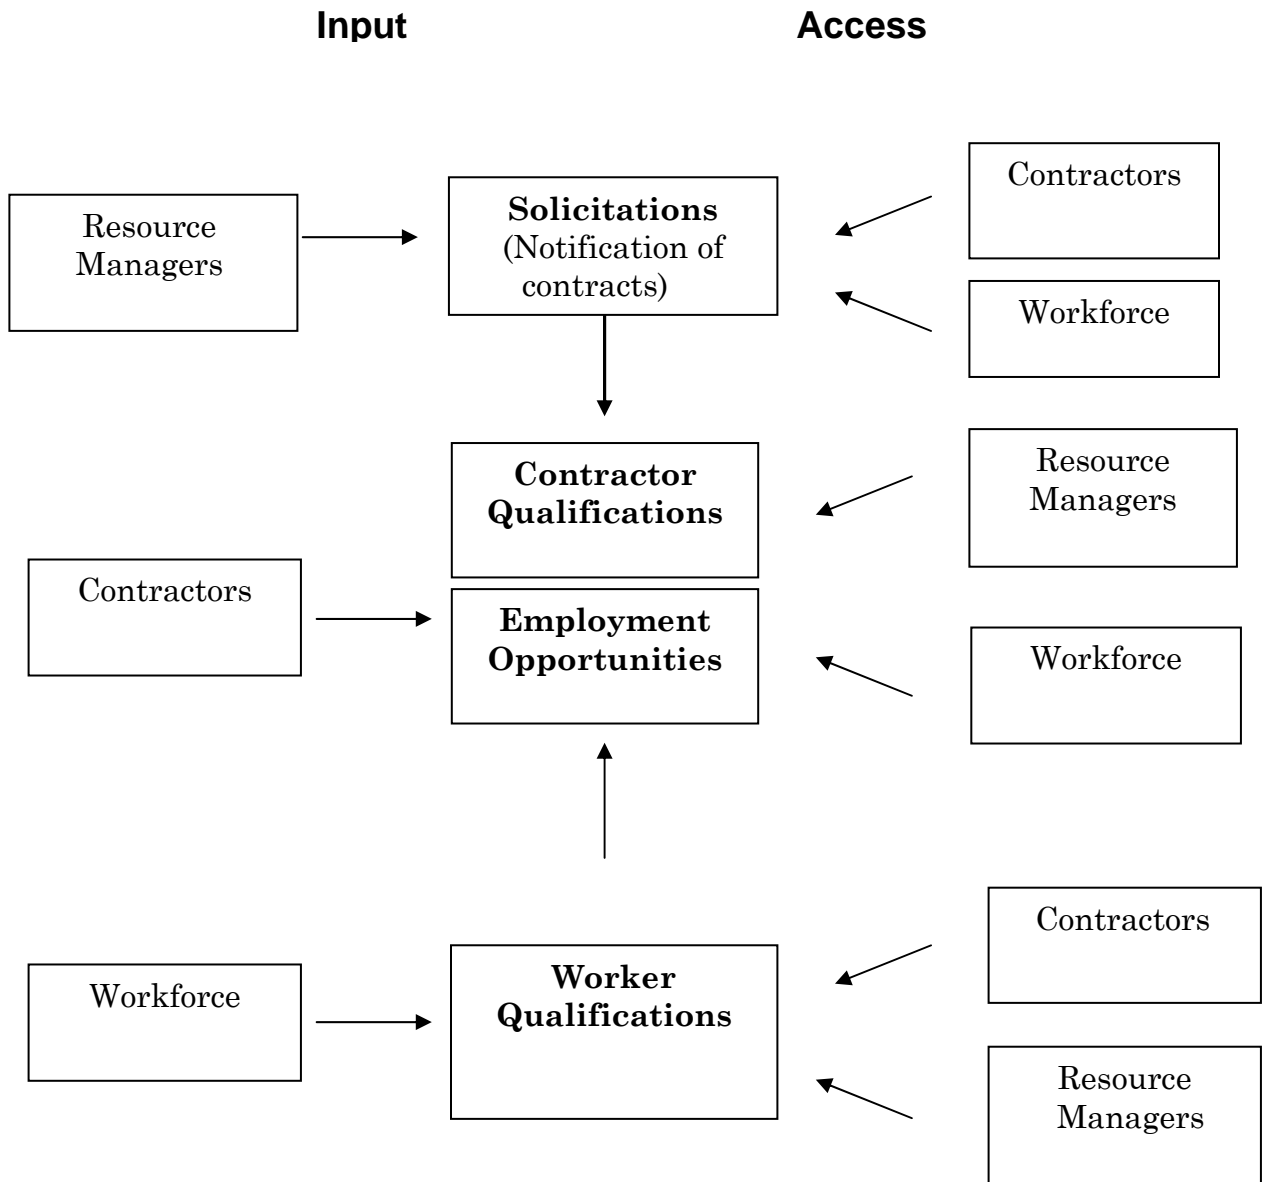 Input
Access
Resource
Managers
Solicitations
(Notification of
contracts)
Contractors
Workforce
Contractors
Contractor
Qualifications
Employment
Opportunities
Resource
Managers
Workforce
Workforce
Worker
Qualifications
Contractors
Resource
Managers